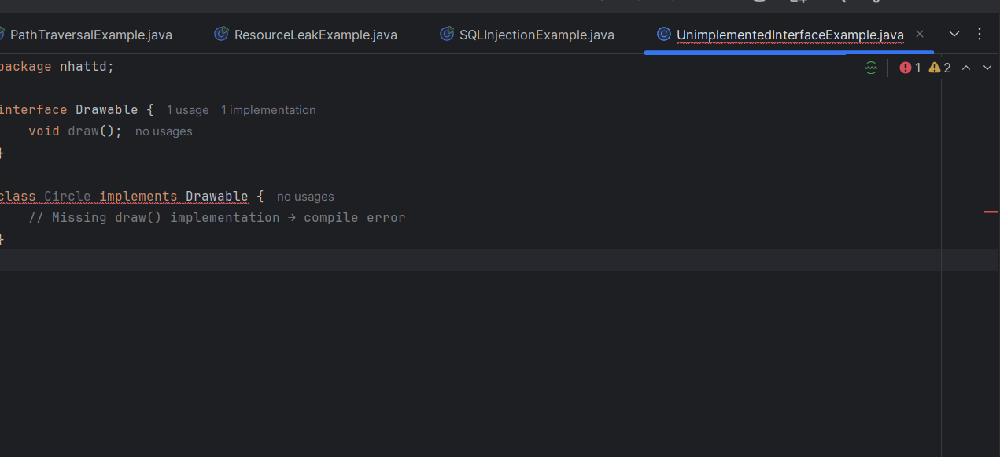 PathTraversalExample.java ResourceLeakExample.java SQLInjectionExample.java UnimplementedInterfaceExample.java
package nhattd; 1 2
interface Drawable { 1 usage 1 implementation
void draw(); no usages
}
class Circle implements Drawable { no usages
// Missing draw() implementation → compile error
}